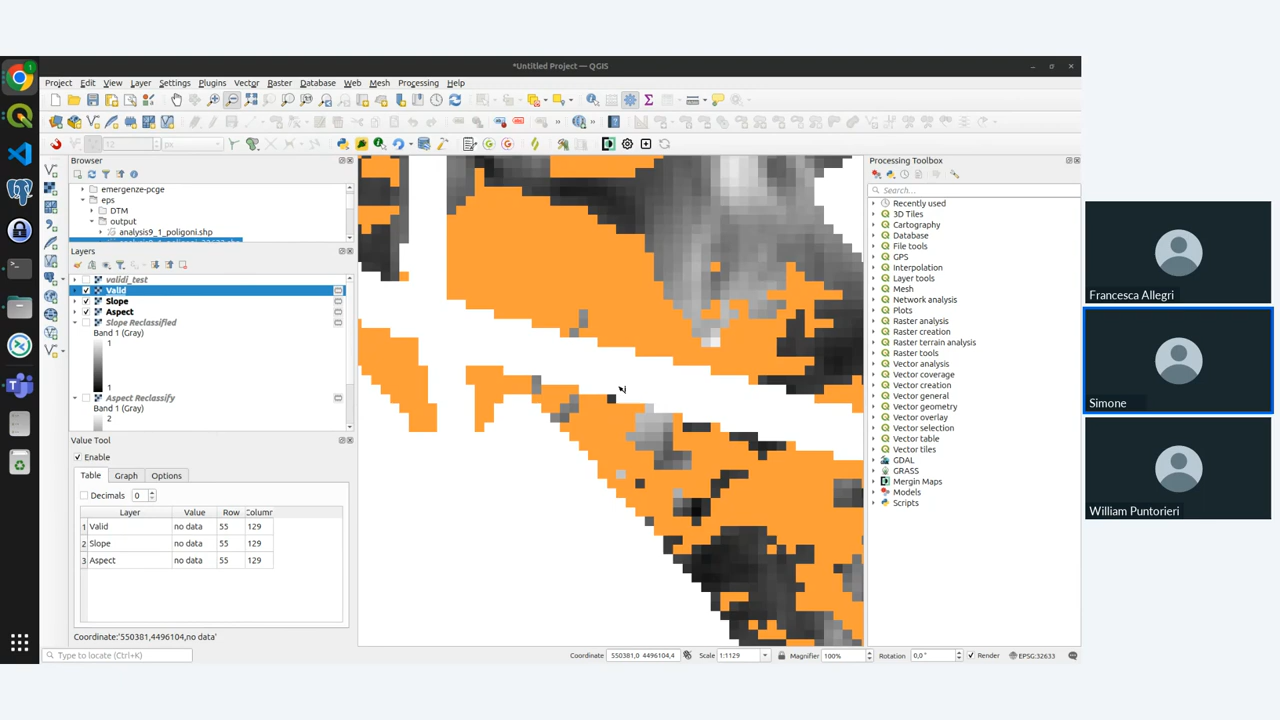 *Untitled Project — QGIS
Project Edit View Layer Settings Plugins Vector Raster Database Web Mesh Processing Help
Browser
emergenze-pcge
eps
DTM
output
analysis9_1_poligoni.shp
Layers
validi_test
Valid
Slope
Aspect
Slope Reclassified
Band 1 (Gray)
1
1
Aspect Reclassify
Band 1 (Gray)
2
Value Tool
Enable
Table Graph Options
Decimals 0
Layer Value Row Column
1 Valid no data 55 129
2 Slope no data 55 129
3 Aspect no data 55 129
Coordinate:'550381,4496104,no data'
Type to locate (Ctrl+K)
Coordinate 550381,0 4496104,4 Scale 1:1129 Magnifier 100% Rotation 0,0° Render EPSG:32633
Processing Toolbox
Search...
Recently used
3D Tiles
Cartography
Database
File tools
GPS
Interpolation
Layer tools
Mesh
Network analysis
Plots
Raster analysis
Raster creation
Raster terrain analysis
Raster tools
Vector analysis
Vector coverage
Vector creation
Vector general
Vector geometry
Vector overlay
Vector selection
Vector table
Vector tiles
GDAL
GRASS
Mergin Maps
Models
Scripts
Francesca Allegri
Simone
William Puntorieri